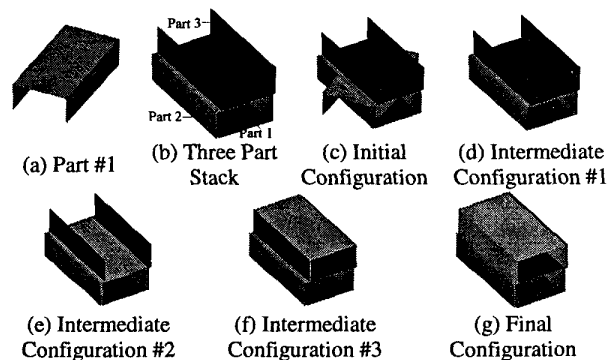 Part 3
Part 2
Part 1
(a) Part #1
(b) Three Part
Stack
(c) Initial
Configuration
(d) Intermediate
Configuration #1
(e) Intermediate
Configuration #2
(f) Intermediate
Configuration #3
(g) Final
Configuration